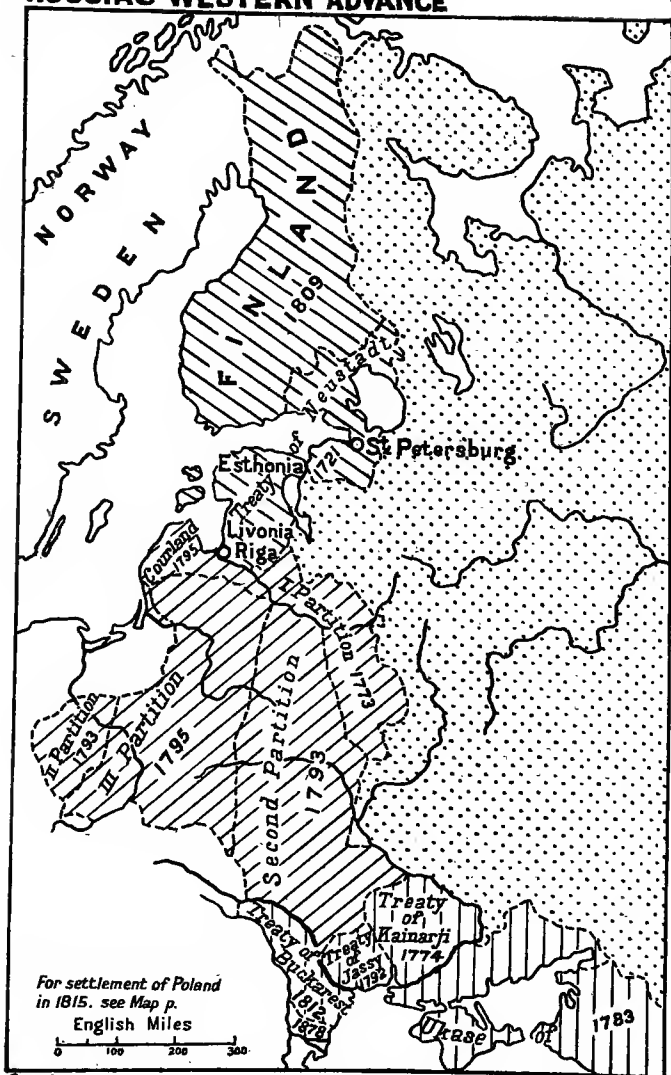 RUSSIA'S WESTERN ADVANCE
NORWAY
SWEDEN
FINLAND
1809
Treaty of Neustadt
1721
St. Petersburg
Esthonia
Livonia
Riga
Courland
1795
I Partition
1773
II Partition
1793
III Partition
1795
Second Partition
1793
Treaty of
Bucharest
1812
1878
Treaty
of
Jassy
1792
Treaty
of
Kainarji
1774
Ukase of
1783
For settlement of Poland
in 1815. see Map p.
English Miles
0 100 200 300